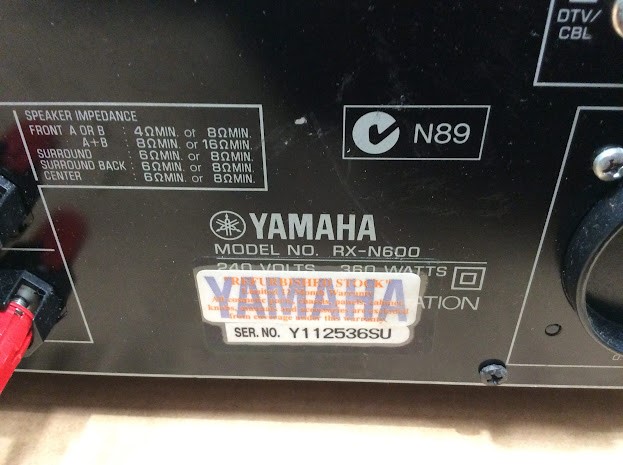 DTV/
CBL
SPEAKER IMPEDANCE
FRONT A OR B : 4ΩMIN. or 8ΩMIN.
A+B : 8ΩMIN. or 16ΩMIN.
SURROUND : 6ΩMIN. or 8ΩMIN.
SURROUND BACK : 6ΩMIN. or 8ΩMIN.
CENTER : 6ΩMIN. or 8ΩMIN.
N89
YAMAHA
MODEL NO. RX-N600
240 VOLTS 360 WATTS
REFURBISHED STOCK
YAMAHA
SER. NO. Y112536SU